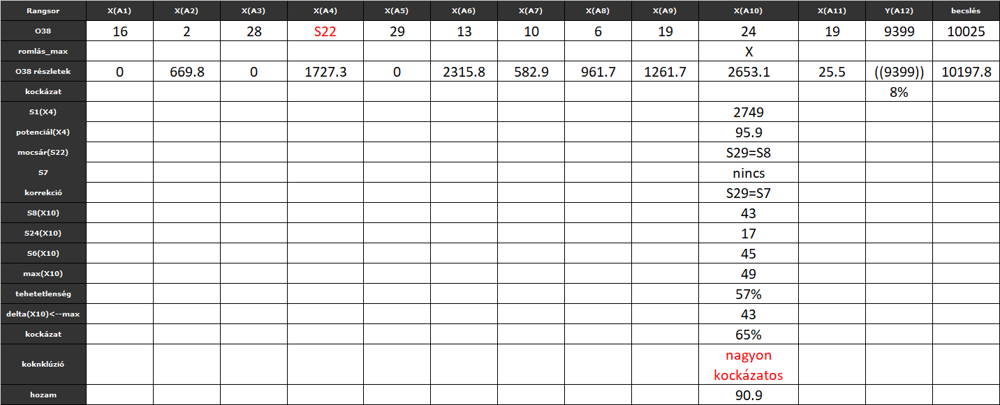 Rangsor X(A1) X(A2) X(A3) X(A4) X(A5) X(A6) X(A7) X(A8) X(A9) X(A10) X(A11) Y(A12) becslés
O38 16 2 28 S22 29 13 10 6 19 24 19 9399 10025
romlás_max X
O38 részletek 0 669.8 0 1727.3 0 2315.8 582.9 961.7 1261.7 2653.1 25.5 ((9399)) 10197.8
kockázat 8%
S1(X4) 2749
potenciál(X4) 95.9
mocsár(S22) S29=S8
S7 nincs
korrekció S29=S7
S8(X10) 43
S24(X10) 17
S6(X10) 45
max(X10) 49
tehetetlenség 57%
delta(X10)<--max 43
kockázat 65%
koknklúzió nagyon
kockázatos
hozam 90.9